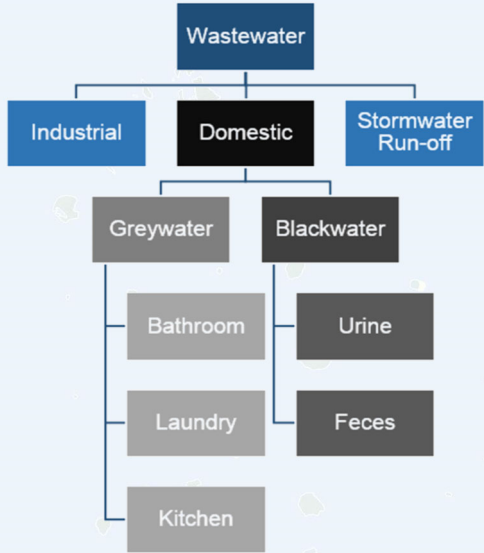 Wastewater
Industrial
Domestic
Stormwater
Run-off
Greywater
Blackwater
Bathroom
Urine
Laundry
Feces
Kitchen